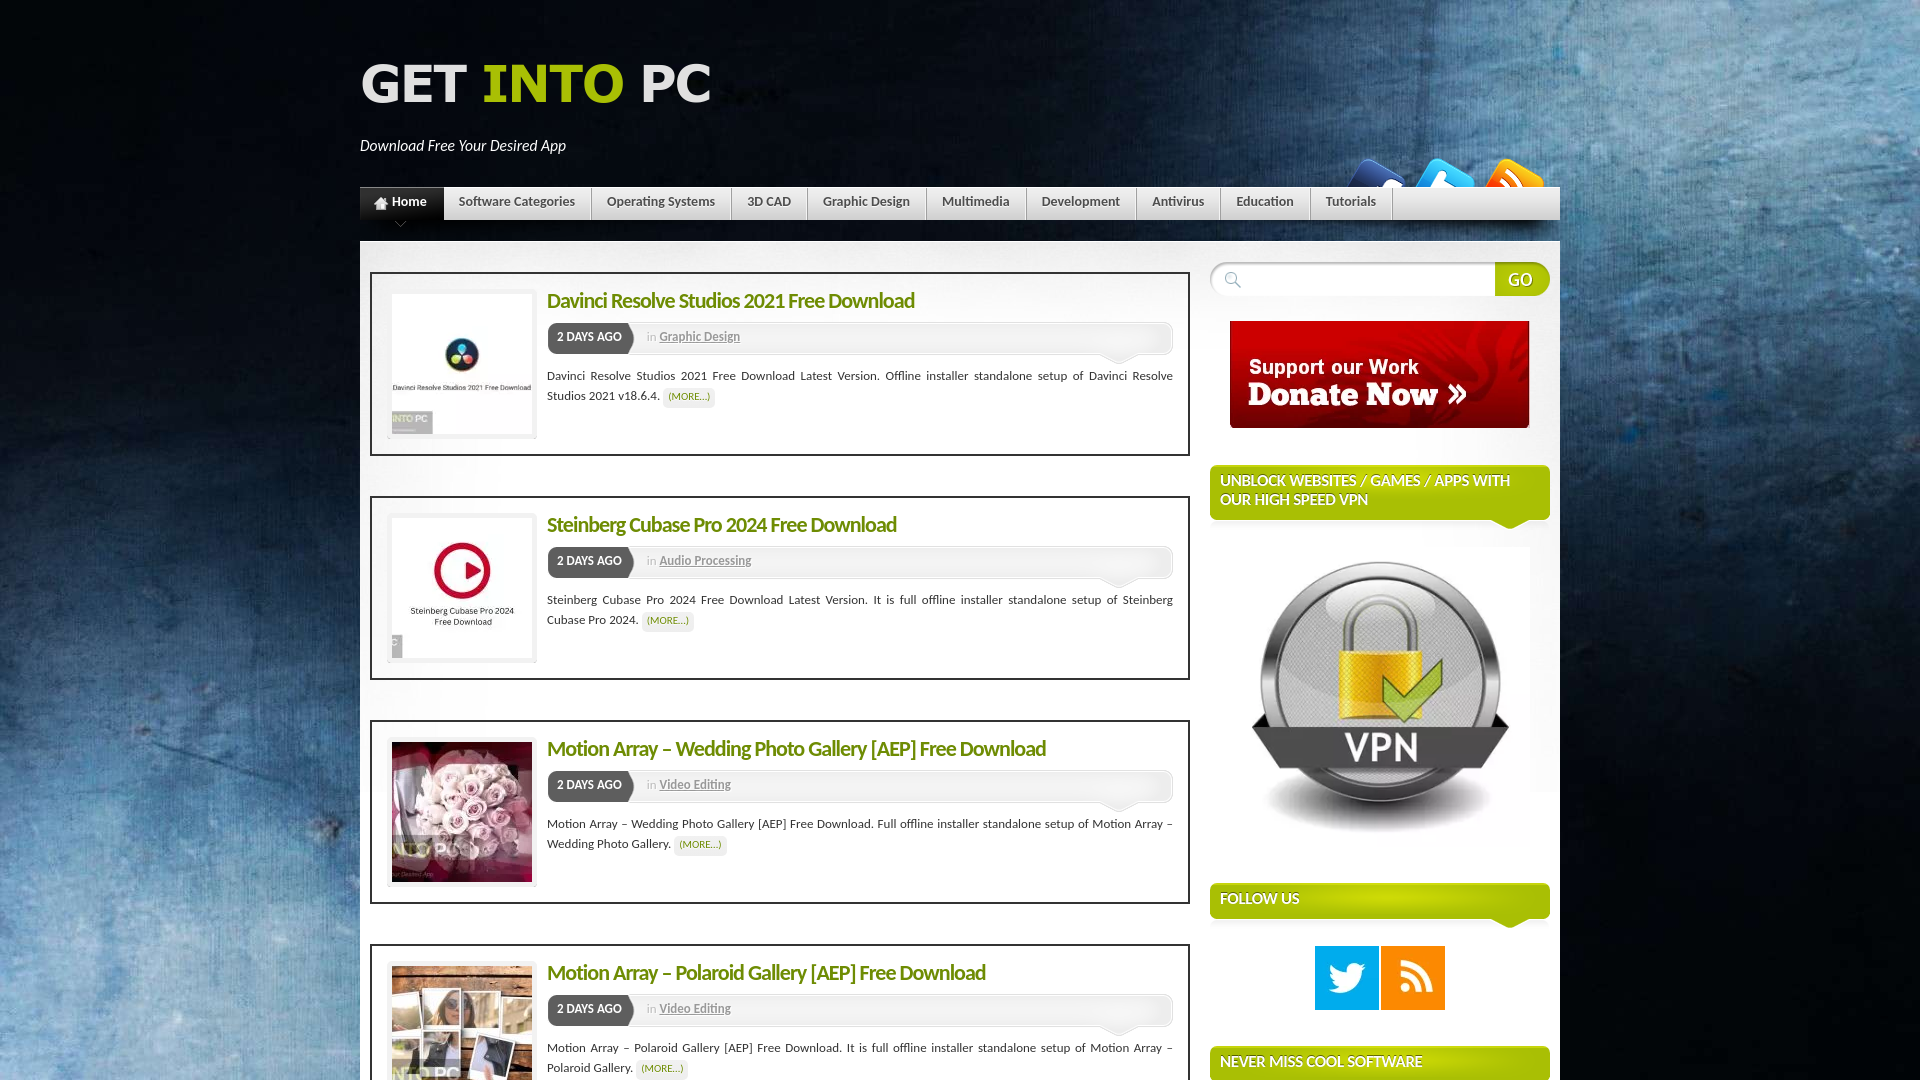 GET INTO PC
Download Free Your Desired App
Home
Software Categories
Operating Systems
3D CAD
Graphic Design
Multimedia
Development
Antivirus
Education
Tutorials
Davinci Resolve Studios 2021 Free Download
INTO PC
Davinci Resolve Studios 2021 Free Download
2 DAYS AGO
in Graphic Design
Davinci Resolve Studios 2021 Free Download Latest Version. Offline installer standalone setup of Davinci Resolve
Studios 2021 v18.6.4. (MORE…)
Steinberg Cubase Pro 2024
Free Download
Steinberg Cubase Pro 2024 Free Download
2 DAYS AGO
in Audio Processing
Steinberg Cubase Pro 2024 Free Download Latest Version. It is full offline installer standalone setup of Steinberg
Cubase Pro 2024. (MORE…)
Motion Array – Wedding Photo Gallery [AEP] Free Download
2 DAYS AGO
in Video Editing
Motion Array – Wedding Photo Gallery [AEP] Free Download. Full offline installer standalone setup of Motion Array –
Wedding Photo Gallery. (MORE…)
NTO PC
Motion Array – Polaroid Gallery [AEP] Free Download
2 DAYS AGO
in Video Editing
Motion Array – Polaroid Gallery [AEP] Free Download. It is full offline installer standalone setup of Motion Array –
Polaroid Gallery. (MORE…)
GO
Support our Work
Donate Now »
UNBLOCK WEBSITES / GAMES / APPS WITH
OUR HIGH SPEED VPN
VPN
FOLLOW US
NEVER MISS COOL SOFTWARE